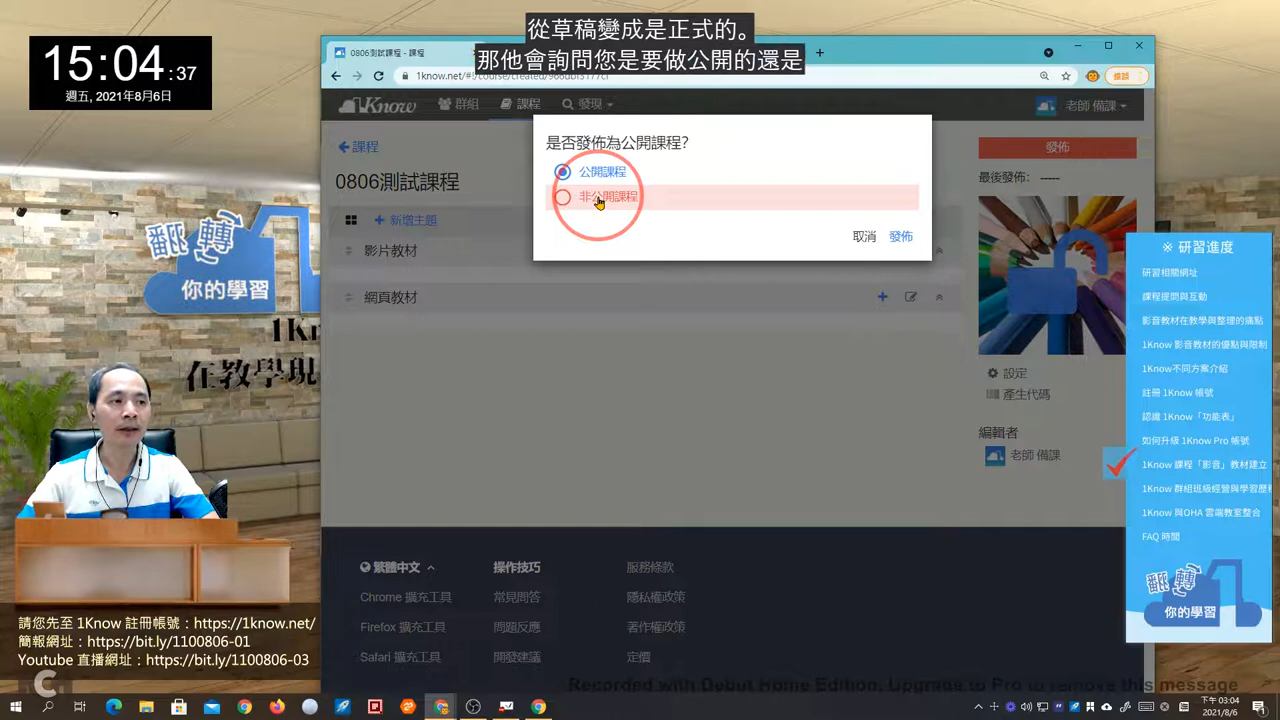 從草稿變成是正式的。
那他會詢問您是要做公開的還是
15:04:37
週五, 2021年8月6日
0806測試課程 - 課程
1know.net/#!/course/created/
1Know
群組
課程
發現
老師 備課
課程
0806測試課程
新增主題
影片教材
網頁教材
是否發佈為公開課程?
公開課程
非公開課程
取消
發佈
發佈
最後發佈： -----
設定
產生代碼
編輯者
老師 備課
※ 研習進度
研習相關網址
課程提問與互動
影音教材在教學與整理的痛點
1Know 影音教材的優點與限制
1Know不同方案介紹
註冊 1Know 帳號
認識 1Know「功能表」
如何升級 1Know Pro 帳號
1Know 課程「影音」教材建立
1Know 群組班級經營與學習歷程
1Know 與OHA 雲端教室整合
FAQ 時間
翻轉
你的學習
翻轉
你的學習
1K
在教學現
繁體中文
操作技巧
服務條款
Chrome 擴充工具
常見問答
隱私權政策
Firefox 擴充工具
問題反應
著作權政策
Safari 擴充工具
開發建議
定價
請您先至 1Know 註冊帳號：https://1know.net/
簡報網址：https://bit.ly/1100806-01
Youtube 直播網址：https://bit.ly/1100806-03
Recorded with Debut Home Edition. Upgrade to Pro to remove this message
下午 03:04
2021/8/6